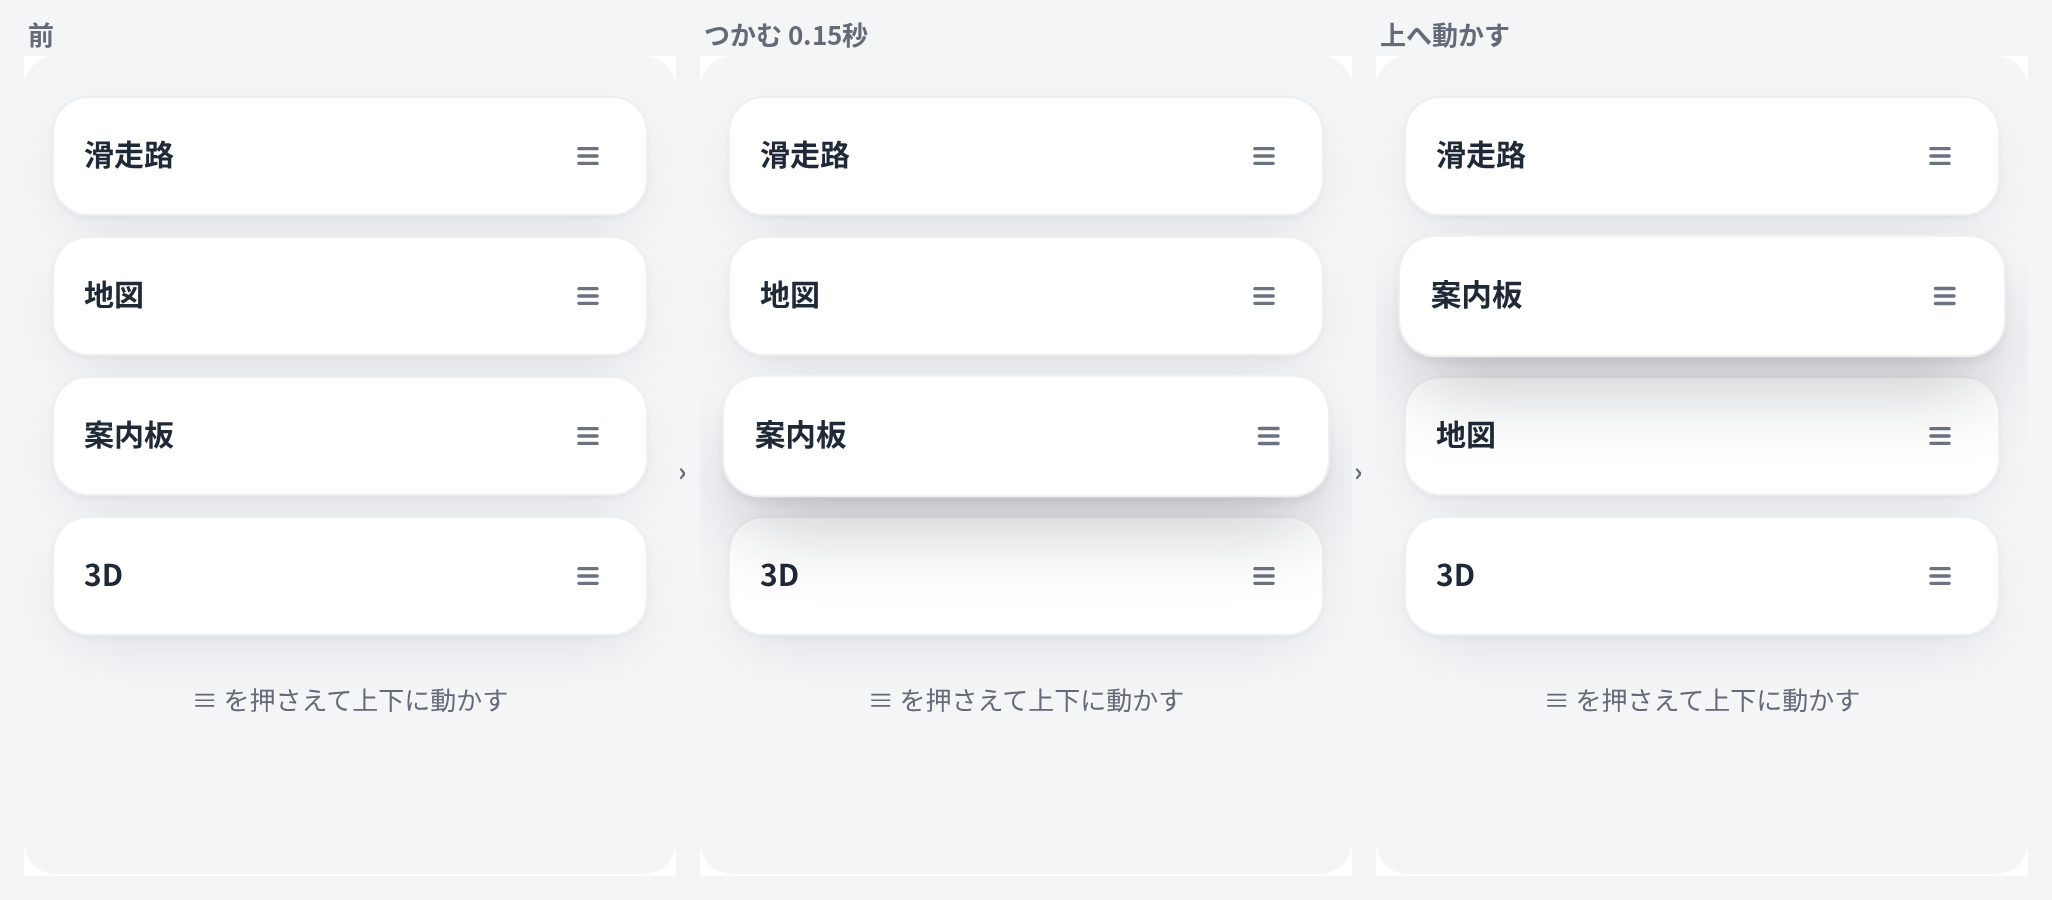 前
滑走路
地図
案内板
3D
≡ を押さえて上下に動かす
›
つかむ 0.15秒
滑走路
地図
案内板
3D
≡ を押さえて上下に動かす
›
上へ動かす
滑走路
案内板
地図
3D
≡ を押さえて上下に動かす